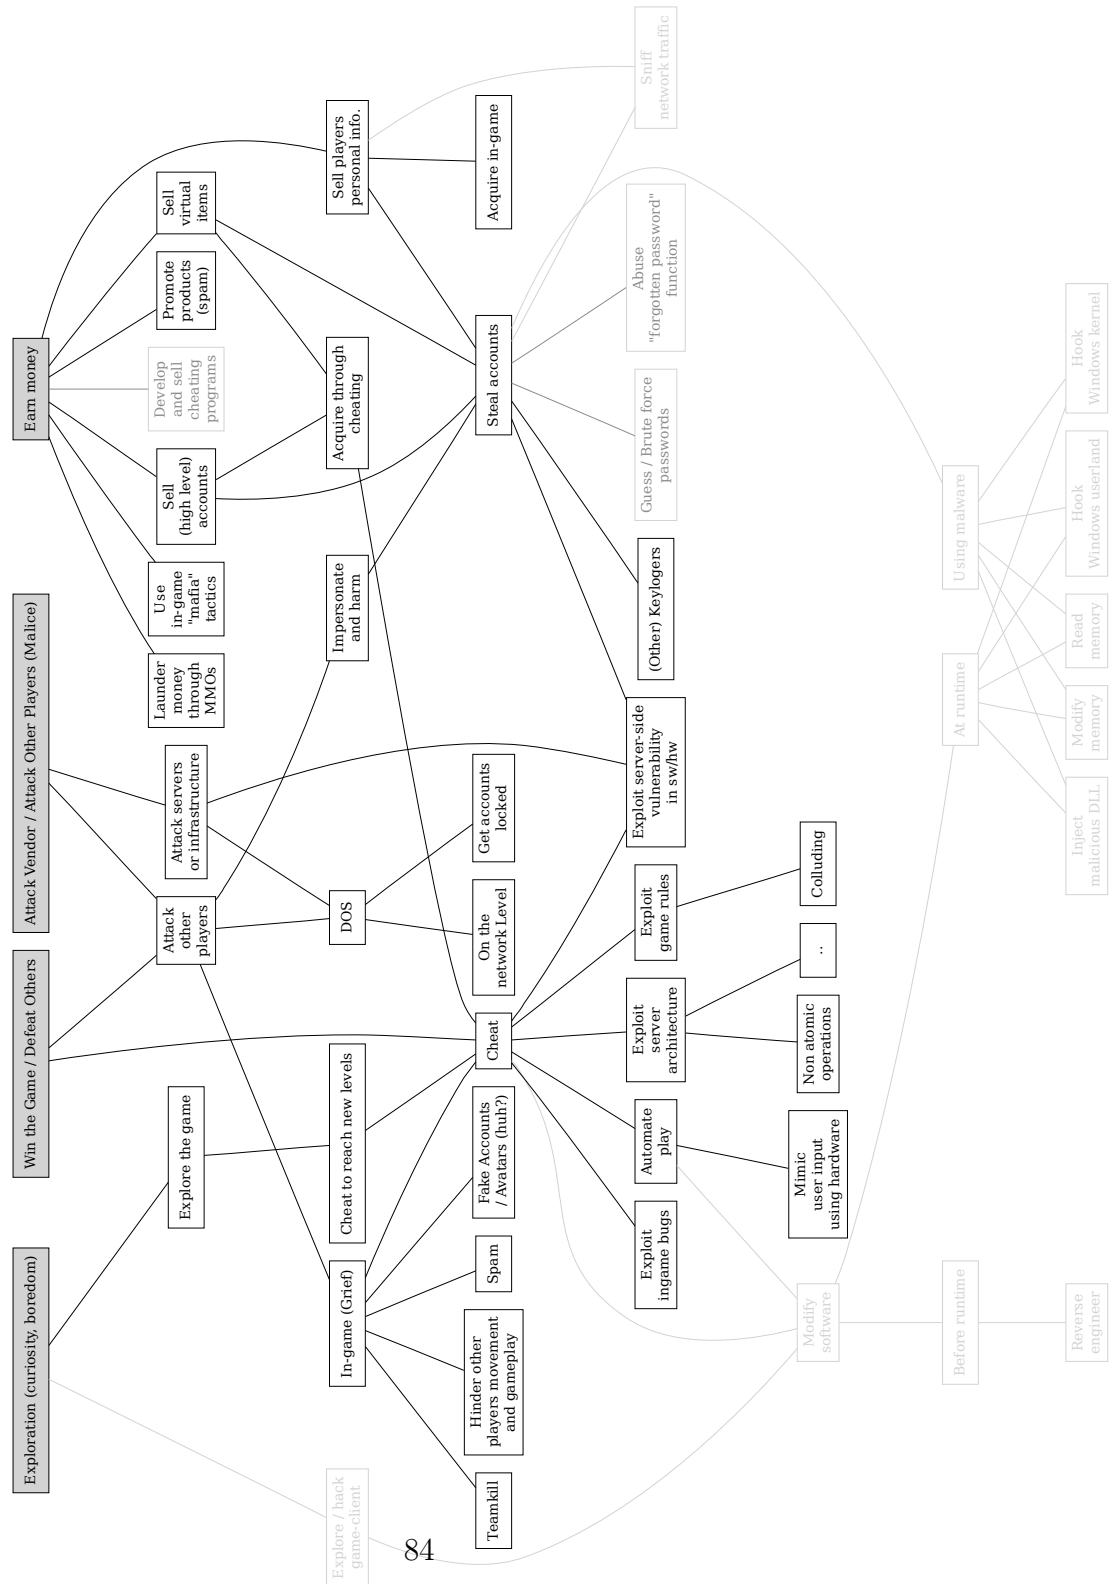 Exploration (curiosity, boredom)
Win the Game / Defeat Others
Attack Vendor / Attack Other Players (Malice)
Earn money
Explore the game
Attack
other
players
Attack servers
or infrastructure
Launder
money
through
MMOs
Use
in-game
"mafia"
tactics
Sell
(high level)
accounts
Develop
and sell
cheating
programs
Promote
products
(spam)
Sell
virtual
items
Explore / hack
game-client
In-game (Grief)
Cheat to reach new levels
DOS
Impersonate
and harm
Acquire through
cheating
Sell players
personal info.
Teamkill
Hinder other
players movement
and gameplay
Spam
Fake Accounts
/ Avatars (huh?)
Cheat
On the
network Level
Get accounts
locked
Steal accounts
Acquire in-game
Exploit
ingame bugs
Automate
play
Exploit
server
architecture
Exploit
game rules
Exploit server-side
vulnerability
in sw/hw
(Other) Keylogers
Guess / Brute force
passwords
Abuse
"forgotten password"
function
Sniff
network traffic
Modify
software
Mimic
user input
using hardware
Non atomic
operations
..
Colluding
Before runtime
At runtime
Using malware
Reverse
engineer
Inject
malicious DLL
Modify
memory
Read
memory
Hook
Windows userland
Hook
Windows kernel
84